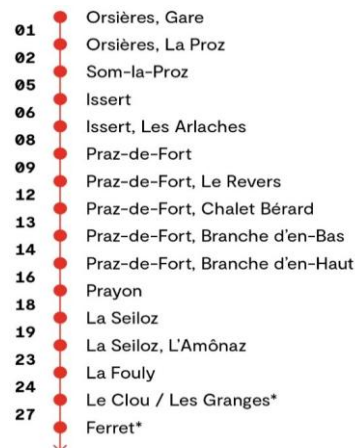 Orsières, Gare
01
Orsières, La Proz
02
Som-la-Proz
05
Issert
06
Issert, Les Arlaches
08
Praz-de-Fort
09
Praz-de-Fort, Le Revers
12
Praz-de-Fort, Chalet Bérard
13
Praz-de-Fort, Branche d'en-Bas
14
Praz-de-Fort, Branche d'en-Haut
16
Prayon
18
La Seiloz
19
La Seiloz, L'Amônaz
23
La Fouly
24
Le Clou / Les Granges*
27
Ferret*